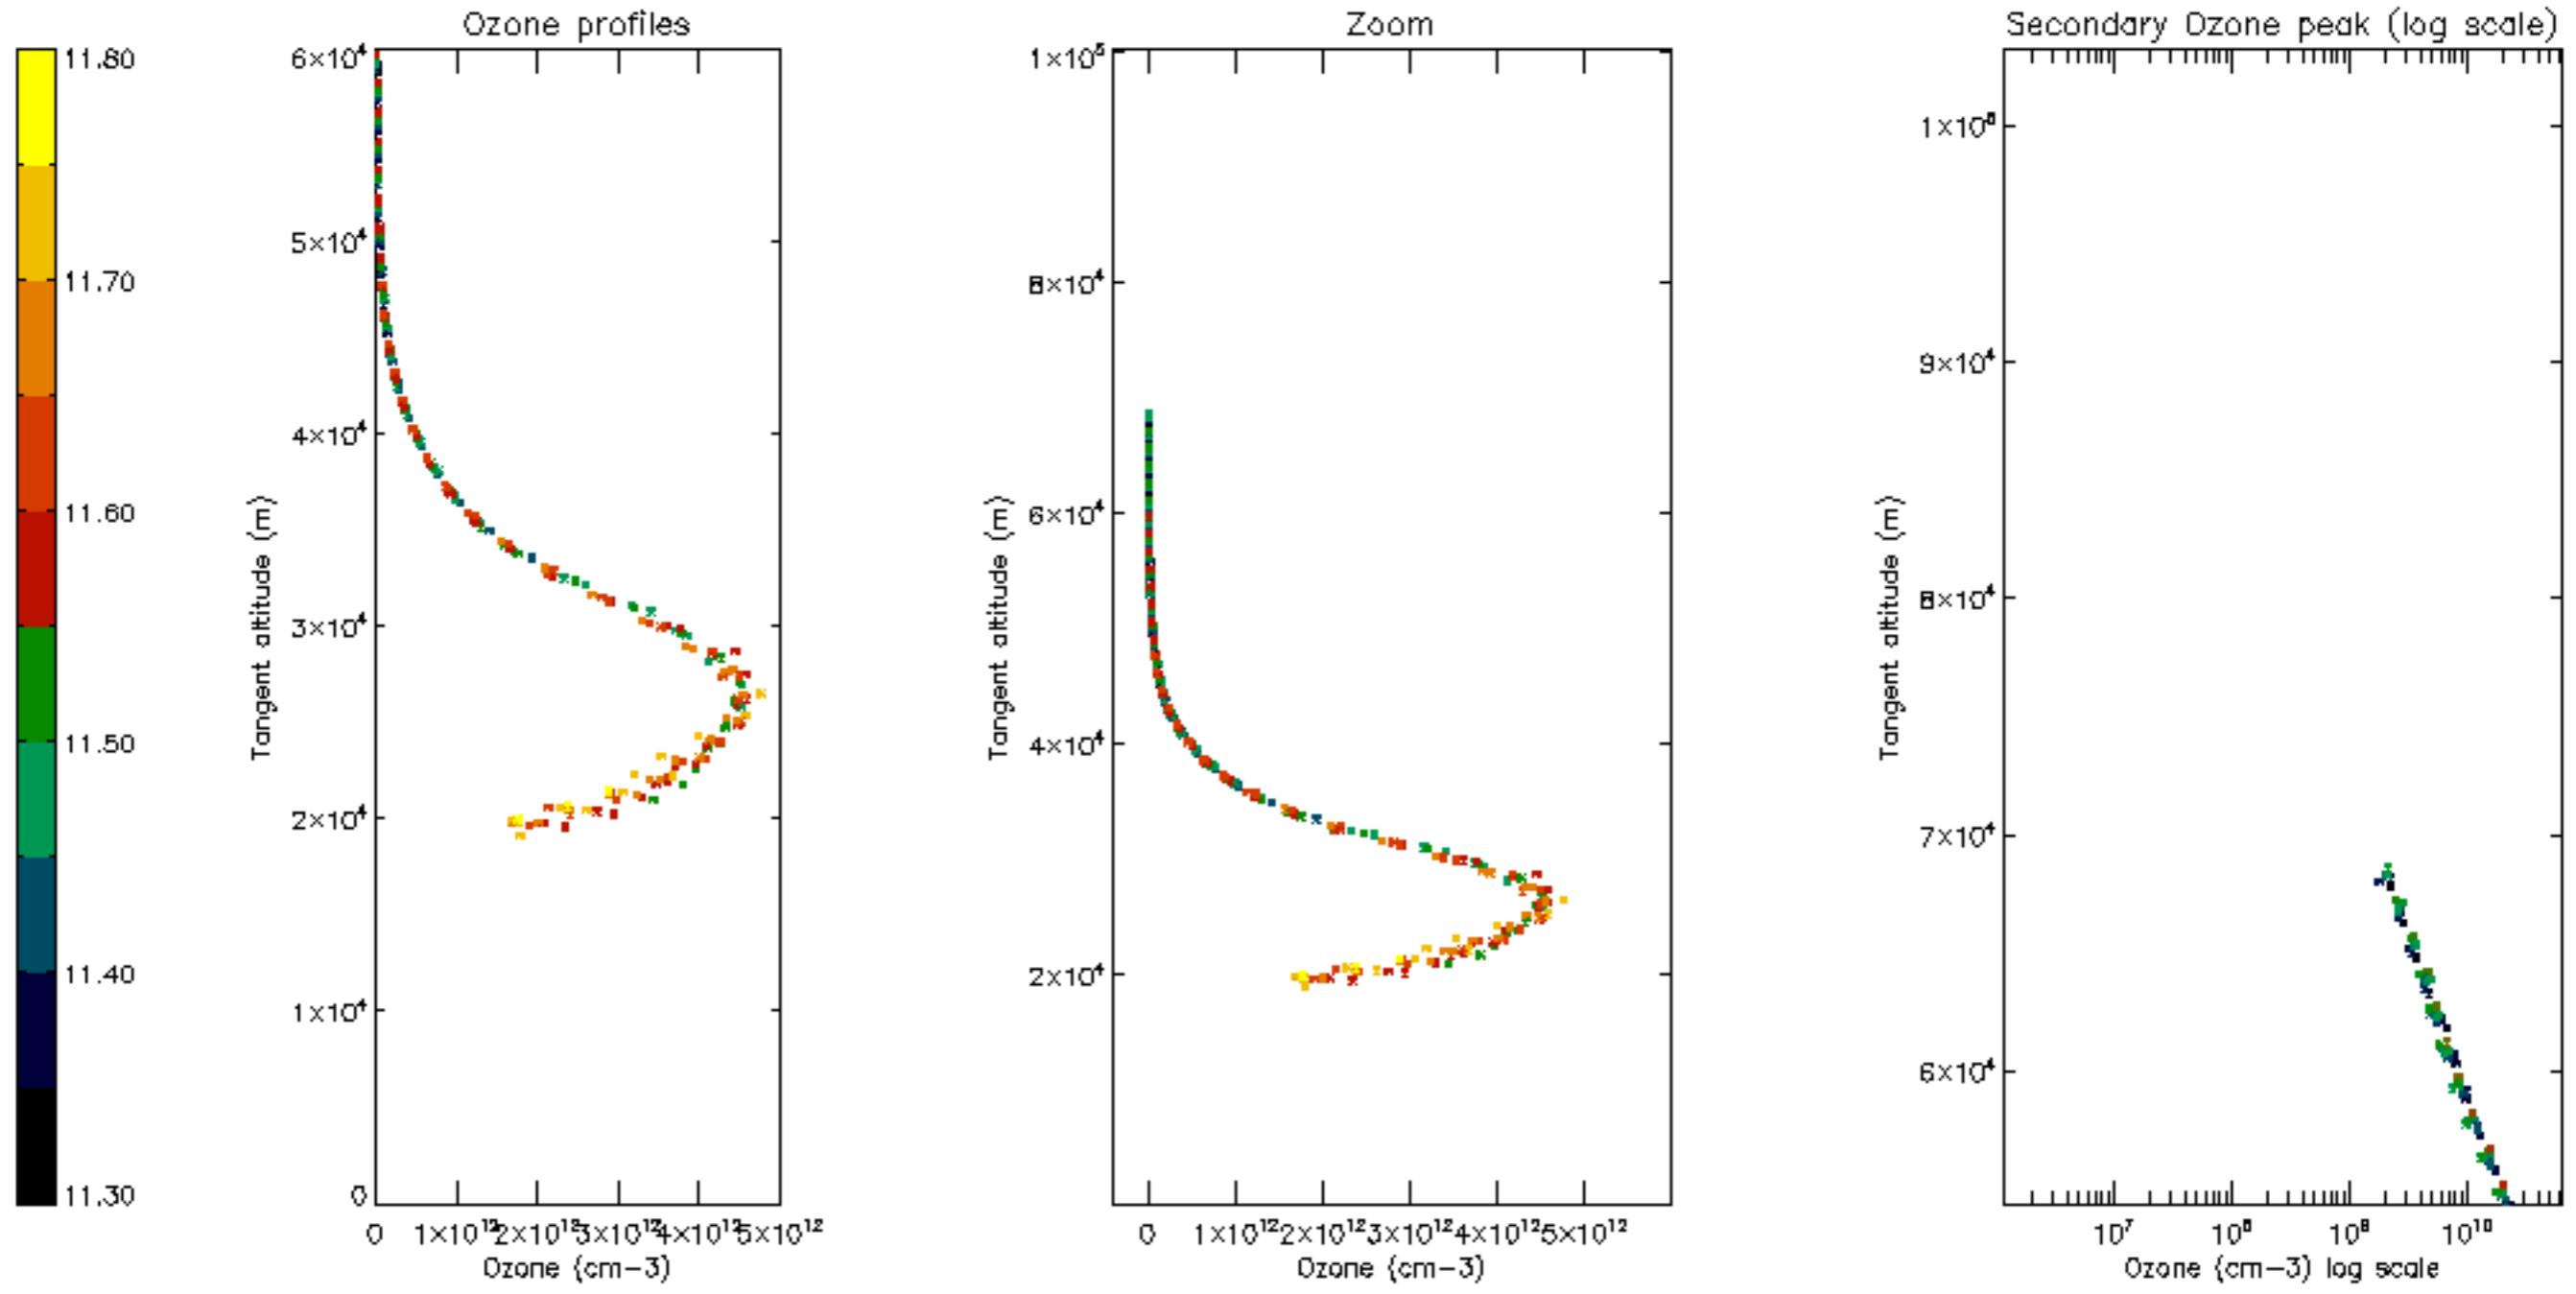 Ozone profiles
Zoom
Secondary Ozone peak (log scale)
11.80
11.70
11.60
11.50
11.40
11.30
6×10⁴
5×10⁴
4×10⁴
3×10⁴
2×10⁴
1×10⁴
0
Tangent altitude (m)
0 1×10¹² 2×10¹² 3×10¹² 4×10¹² 5×10¹²
Ozone (cm-3)
1×10⁵
8×10⁴
6×10⁴
4×10⁴
2×10⁴
Tangent altitude (m)
0 1×10¹² 2×10¹² 3×10¹² 4×10¹² 5×10¹²
Ozone (cm-3)
1×10⁵
9×10⁴
8×10⁴
7×10⁴
6×10⁴
Tangent altitude (m)
10⁷ 10⁸ 10⁹ 10¹⁰
Ozone (cm-3) log scale